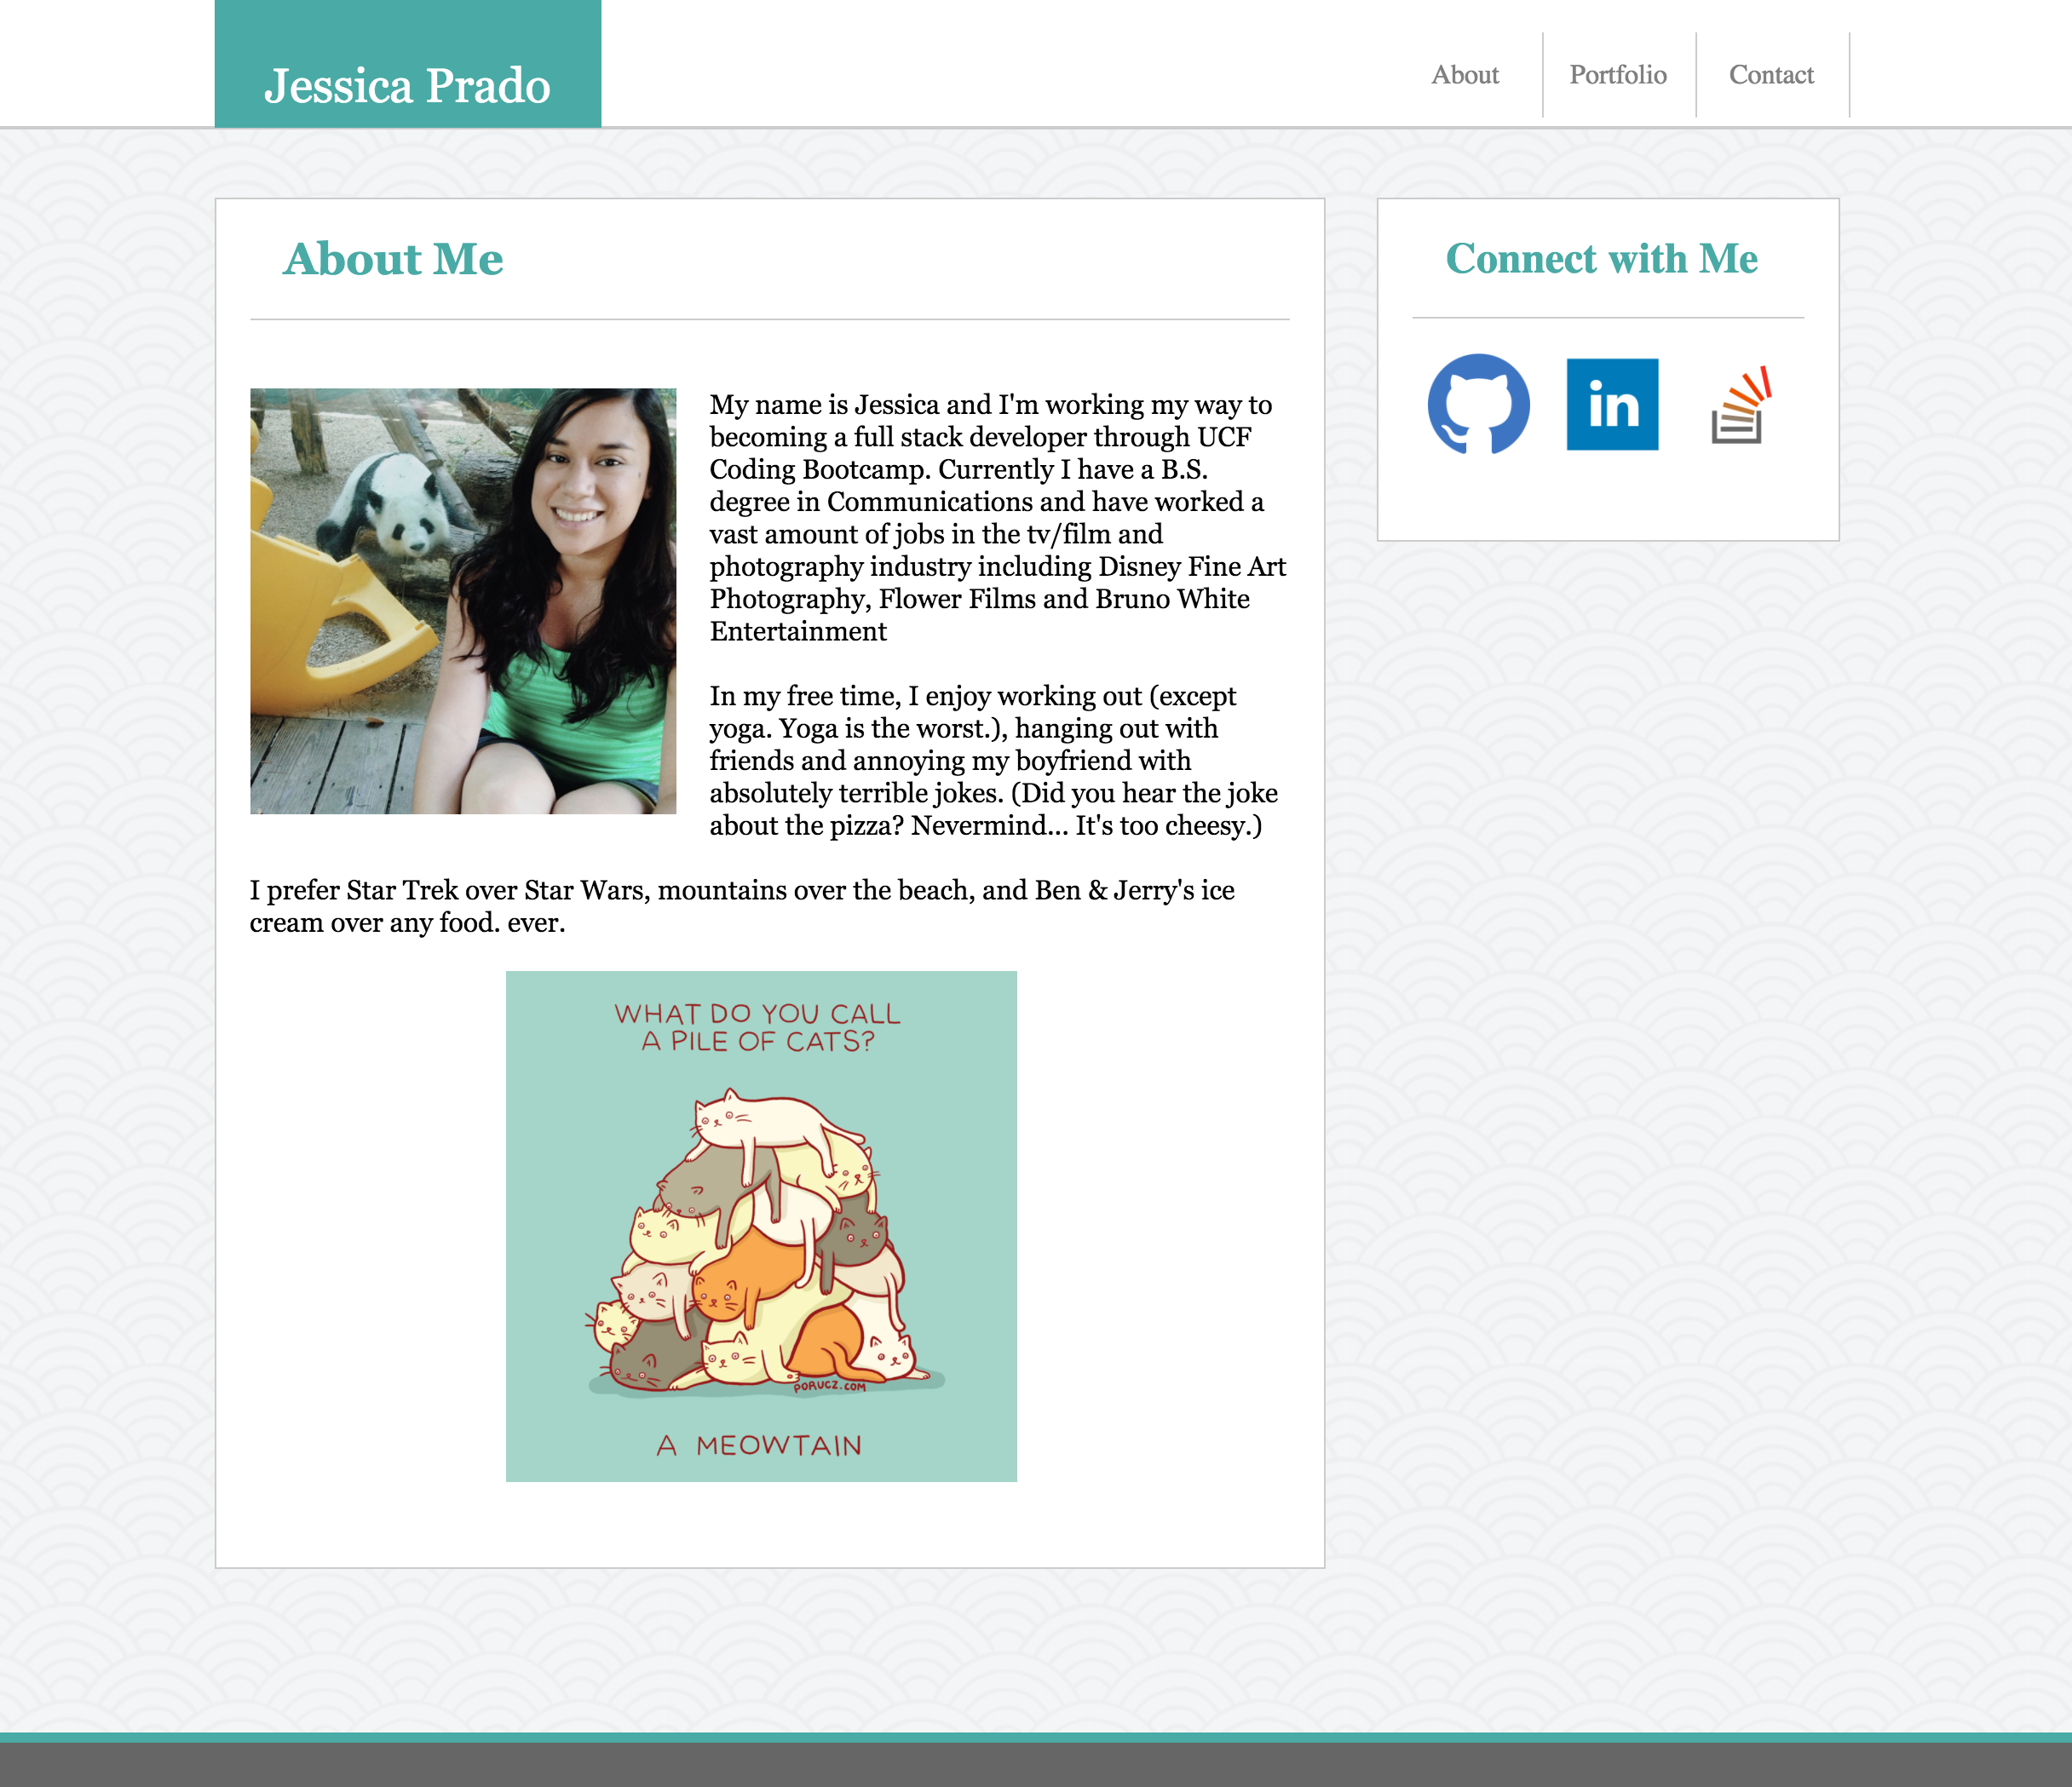 Jessica Prado
About
Portfolio
Contact
About Me
My name is Jessica and I'm working my way to
becoming a full stack developer through UCF
Coding Bootcamp. Currently I have a B.S.
degree in Communications and have worked a
vast amount of jobs in the tv/film and
photography industry including Disney Fine Art
Photography, Flower Films and Bruno White
Entertainment
In my free time, I enjoy working out (except
yoga. Yoga is the worst.), hanging out with
friends and annoying my boyfriend with
absolutely terrible jokes. (Did you hear the joke
about the pizza? Nevermind... It's too cheesy.)
I prefer Star Trek over Star Wars, mountains over the beach, and Ben & Jerry's ice
cream over any food. ever.
WHAT DO YOU CALL
A PILE OF CATS?
PORUCZ.COM
A MEOWTAIN
Connect with Me
in